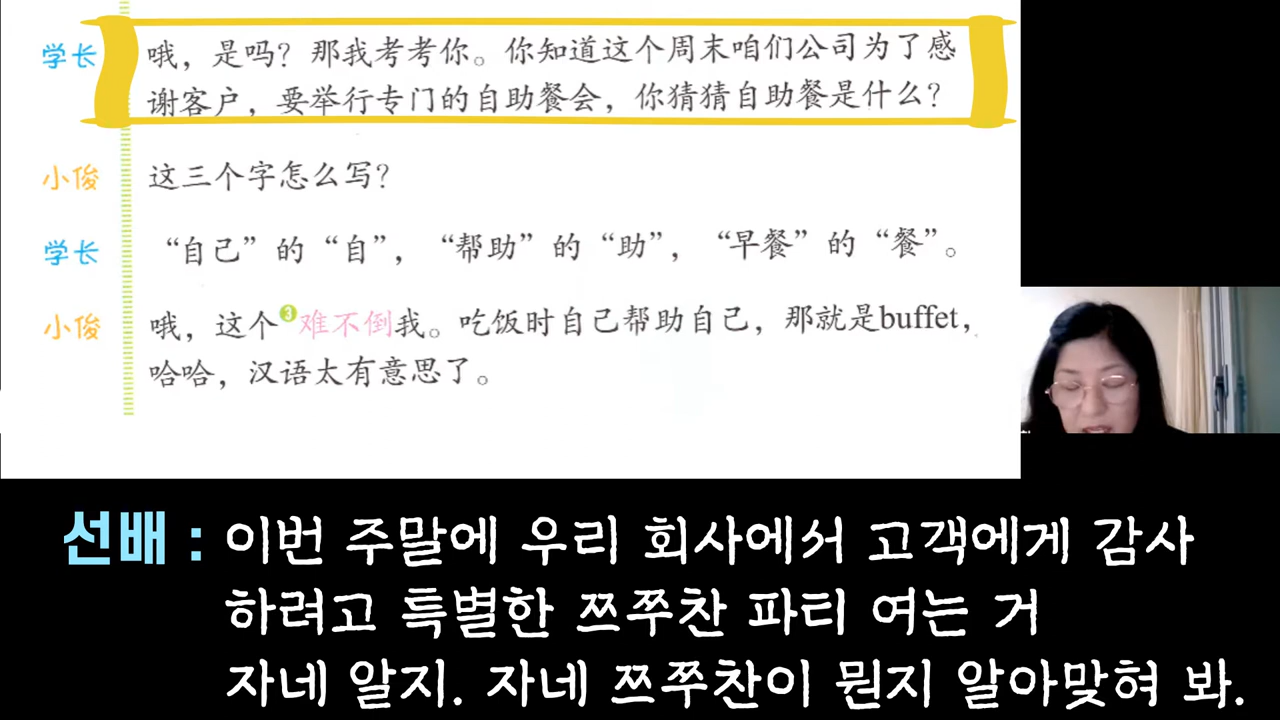 学长 哦，是吗？那我考考你。你知道这个周末咱们公司为了感
谢客户，要举行专门的自助餐会，你猜猜自助餐是什么？
小俊 这三个字怎么写？
学长 “自己”的“自”，“帮助”的“助”，“早餐”的“餐”。
小俊 哦，这个❸难不倒我。吃饭时自己帮助自己，那就是buffet，
哈哈，汉语太有意思了。
선배 : 이번 주말에 우리 회사에서 고객에게 감사
하려고 특별한 쯔쭈찬 파티 여는 거
자네 알지. 자네 쯔쭈찬이 뭔지 알아맞혀 봐.